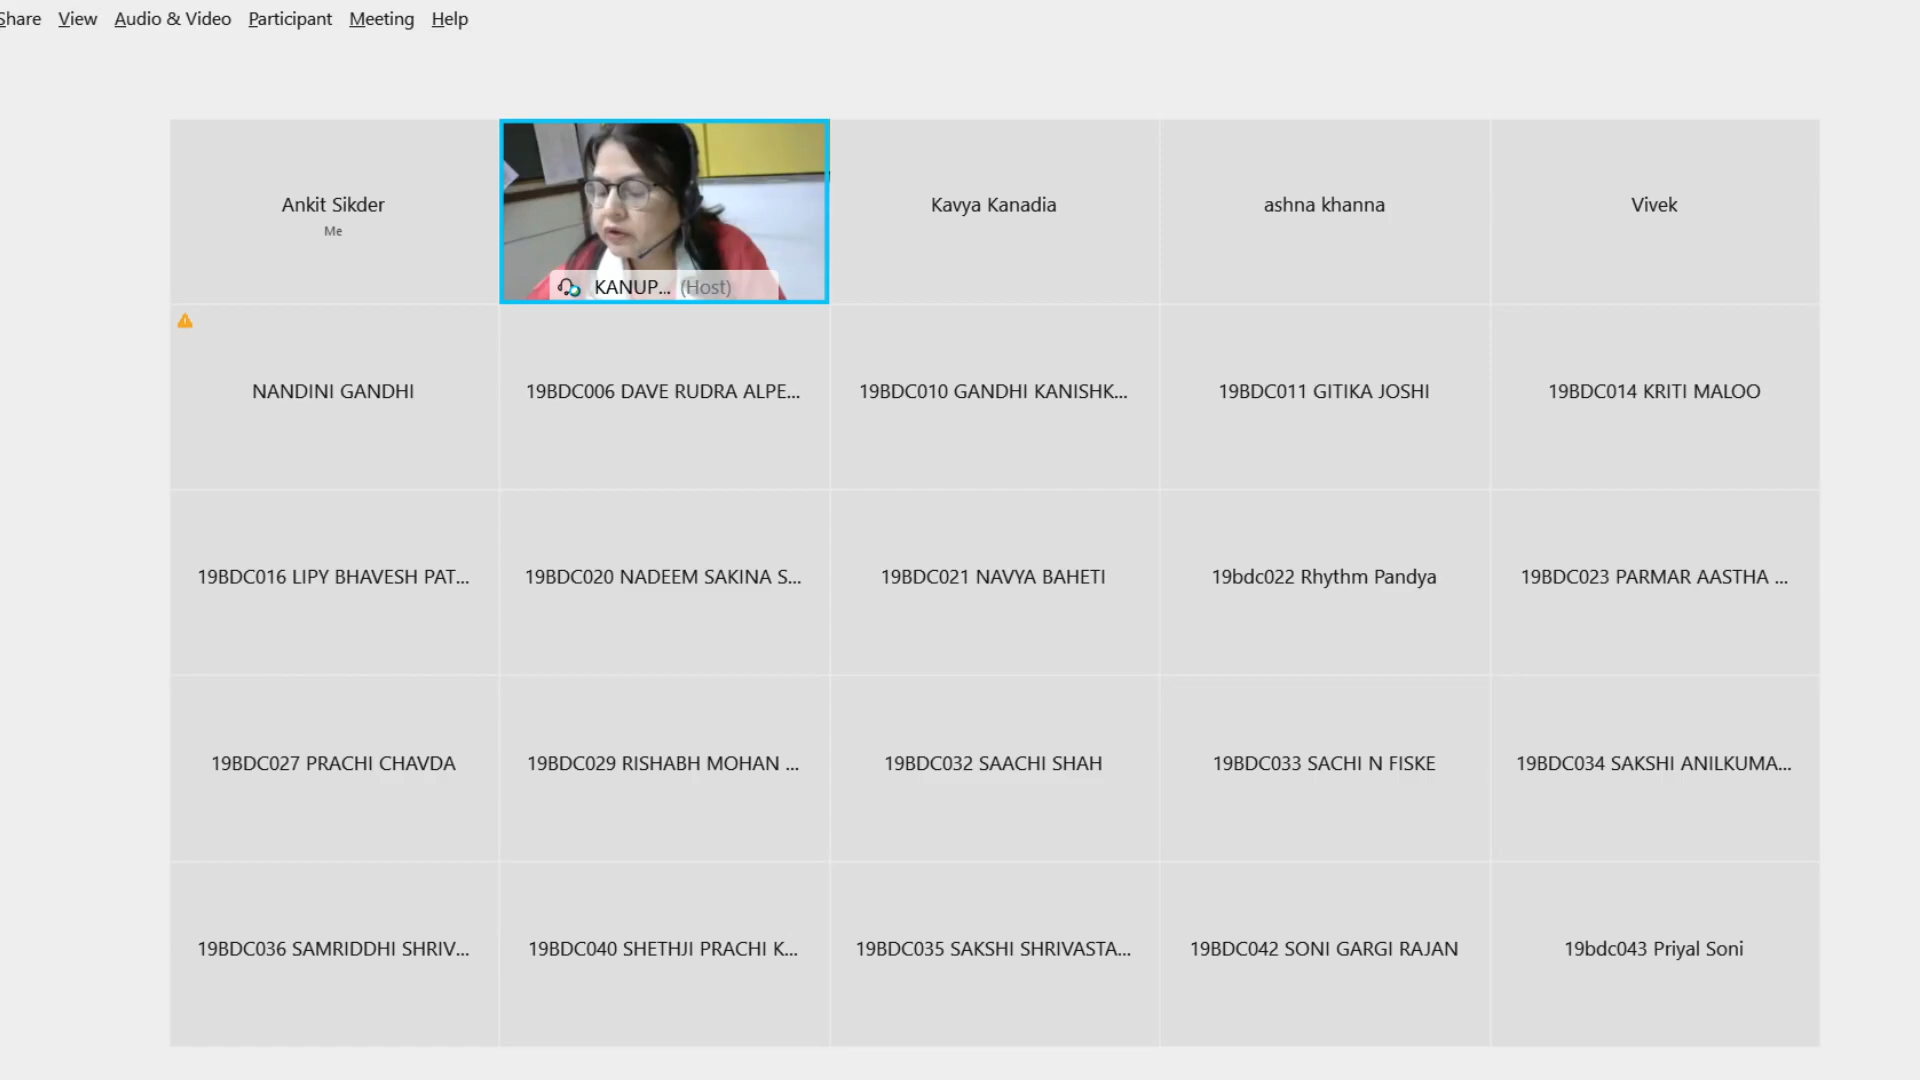 Share View Audio & Video Participant Meeting Help
Ankit Sikder
Me
KANUP... (Host)
Kavya Kanadia
ashna khanna
Vivek
NANDINI GANDHI
19BDC006 DAVE RUDRA ALPE...
19BDC010 GANDHI KANISHK...
19BDC011 GITIKA JOSHI
19BDC014 KRITI MALOO
19BDC016 LIPY BHAVESH PAT...
19BDC020 NADEEM SAKINA S...
19BDC021 NAVYA BAHETI
19bdc022 Rhythm Pandya
19BDC023 PARMAR AASTHA ...
19BDC027 PRACHI CHAVDA
19BDC029 RISHABH MOHAN ...
19BDC032 SAACHI SHAH
19BDC033 SACHI N FISKE
19BDC034 SAKSHI ANILKUMA...
19BDC036 SAMRIDDHI SHRIV...
19BDC040 SHETHJI PRACHI K...
19BDC035 SAKSHI SHRIVASTA...
19BDC042 SONI GARGI RAJAN
19bdc043 Priyal Soni